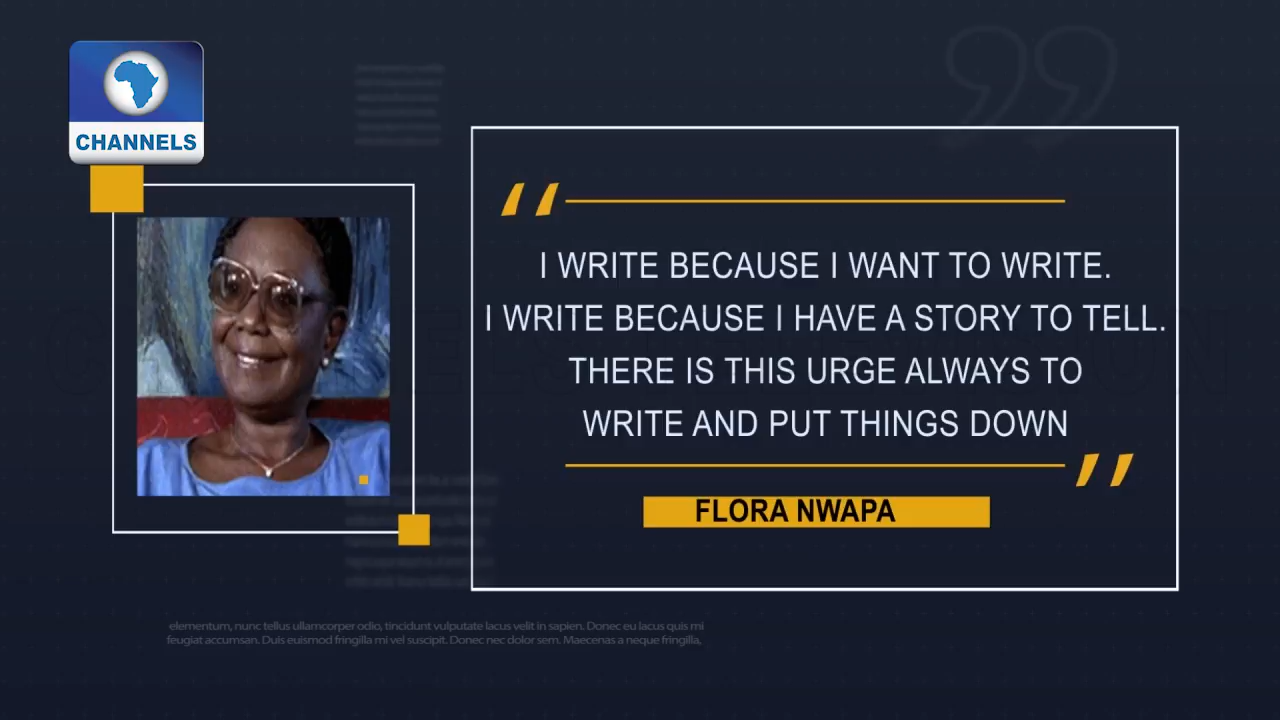 CHANNELS
“
I WRITE BECAUSE I WANT TO WRITE.
I WRITE BECAUSE I HAVE A STORY TO TELL.
THERE IS THIS URGE ALWAYS TO
WRITE AND PUT THINGS DOWN
”
FLORA NWAPA
elementum, nunc tellus ullamcorper odio, tincidunt vulputate lacus velit in sapien. Donec eu lacus quis mi
feugiat accumsan. Duis euismod fringilla mi vel suscipit. Donec nec dolor sem. Maecenas a neque fringilla,